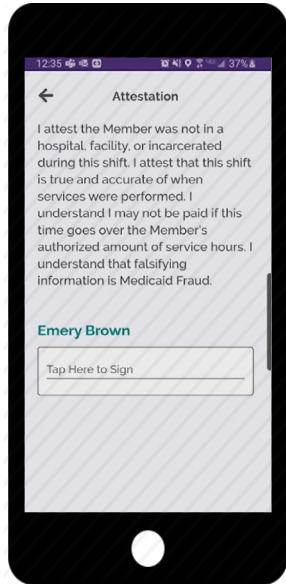 12:35 37%
Attestation
I attest the Member was not in a
hospital, facility, or incarcerated
during this shift. I attest that this shift
is true and accurate of when
services were performed. I
understand I may not be paid if this
time goes over the Member's
authorized amount of service hours. I
understand that falsifying
information is Medicaid Fraud.
Emery Brown
Tap Here to Sign